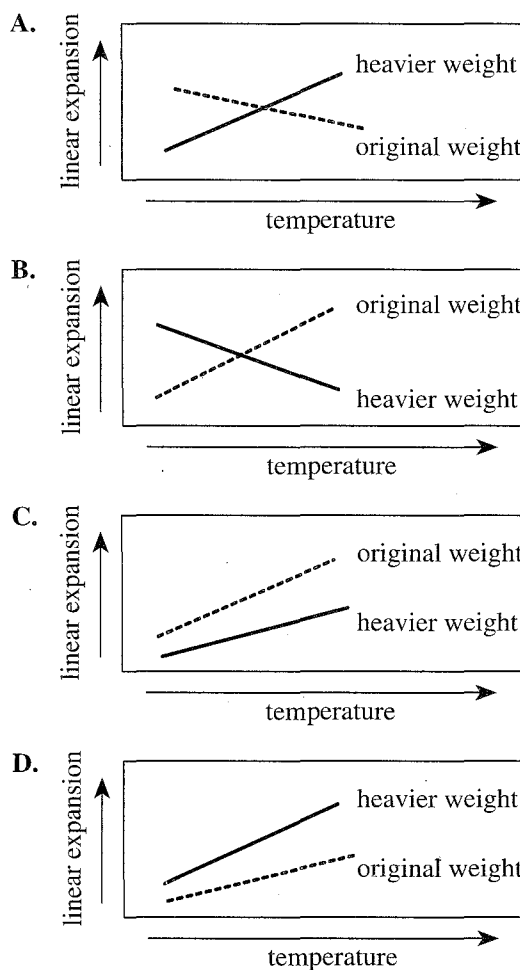 A.
linear expansion
heavier weight
original weight
temperature
B.
linear expansion
original weight
heavier weight
temperature
C.
linear expansion
original weight
heavier weight
temperature
D.
linear expansion
heavier weight
original weight
temperature